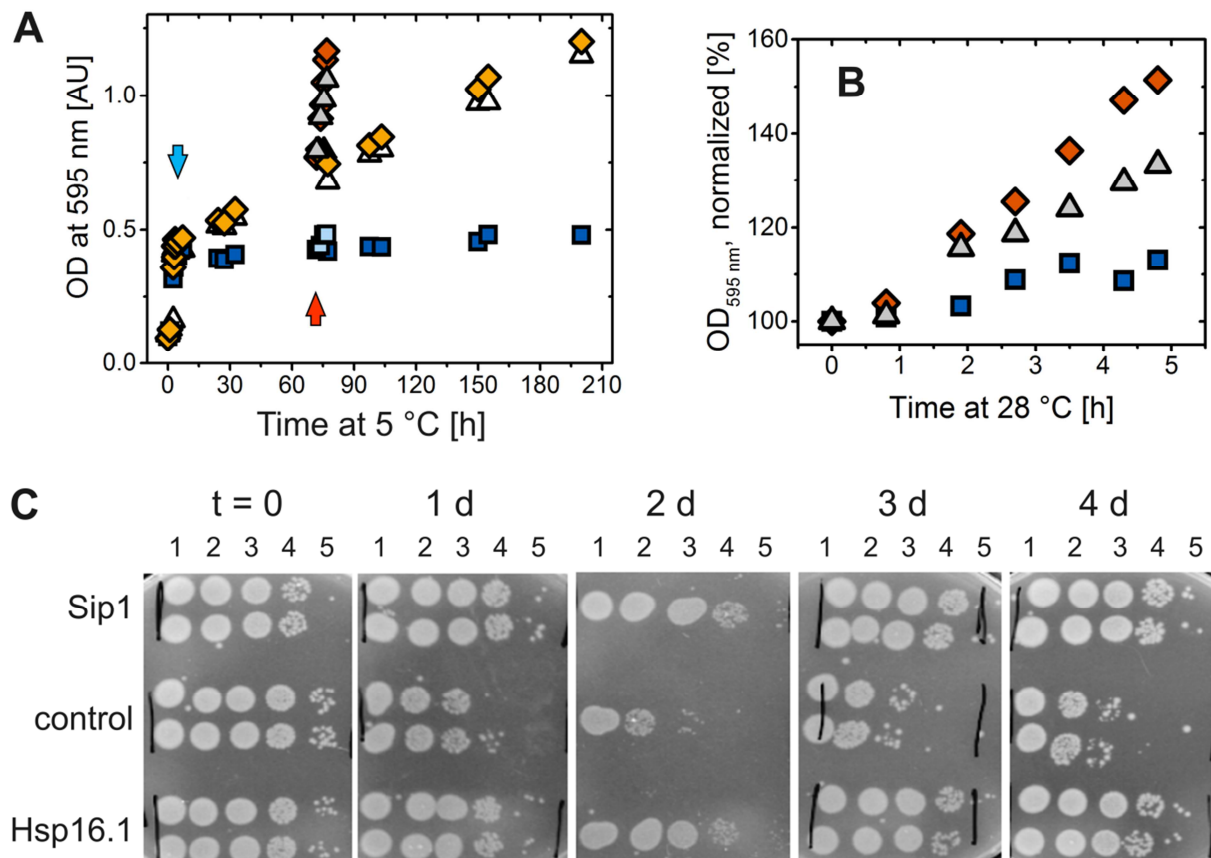 A
OD at 595 nm [AU]
1.0
0.5
0.0
0 30 60 90 120 150 180 210
Time at 5 °C [h]
B
OD595 nm, normalized [%]
160
140
120
100
0 1 2 3 4 5
Time at 28 °C [h]
C
t = 0 1 d 2 d 3 d 4 d
1 2 3 4 5 1 2 3 4 5 1 2 3 4 5 1 2 3 4 5 1 2 3 4 5
Sip1
control
Hsp16.1